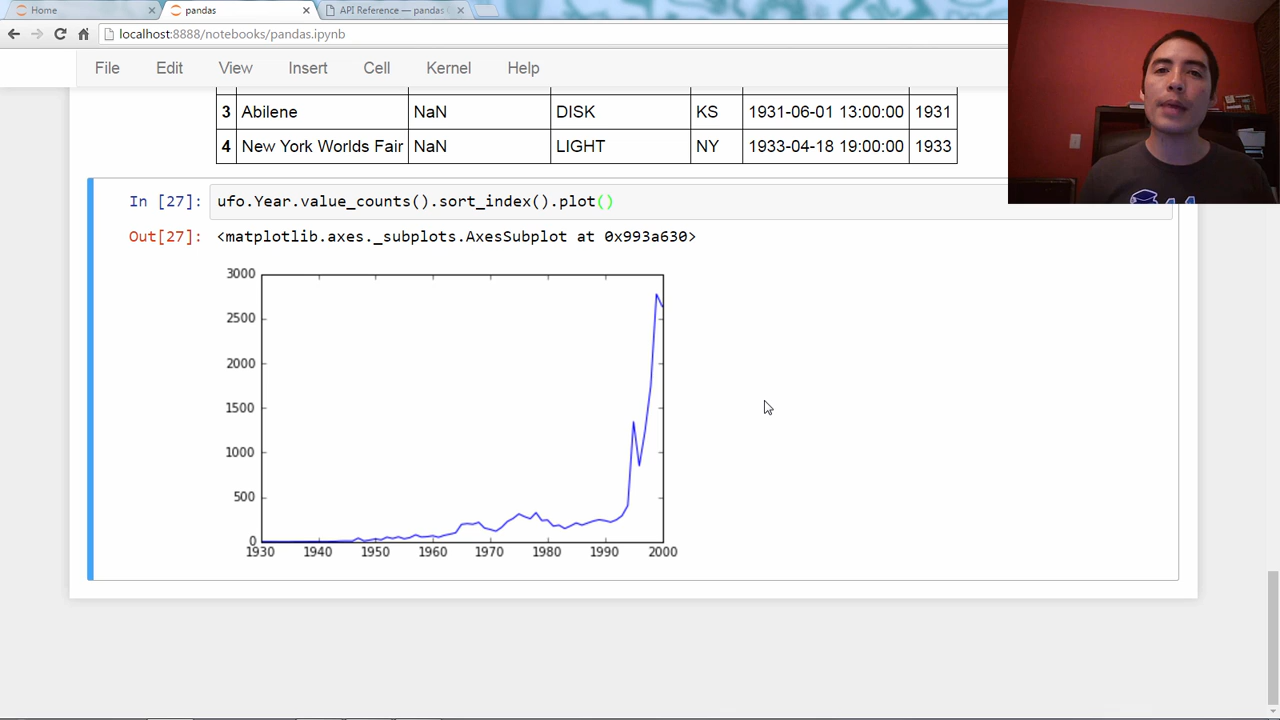 Home
pandas
API Reference — pandas
localhost:8888/notebooks/pandas.ipynb
File Edit View Insert Cell Kernel Help
3 Abilene NaN DISK KS 1931-06-01 13:00:00 1931
4 New York Worlds Fair NaN LIGHT NY 1933-04-18 19:00:00 1933
In [27]: ufo.Year.value_counts().sort_index().plot()
Out[27]: <matplotlib.axes._subplots.AxesSubplot at 0x993a630>
3000
2500
2000
1500
1000
500
0
1930 1940 1950 1960 1970 1980 1990 2000